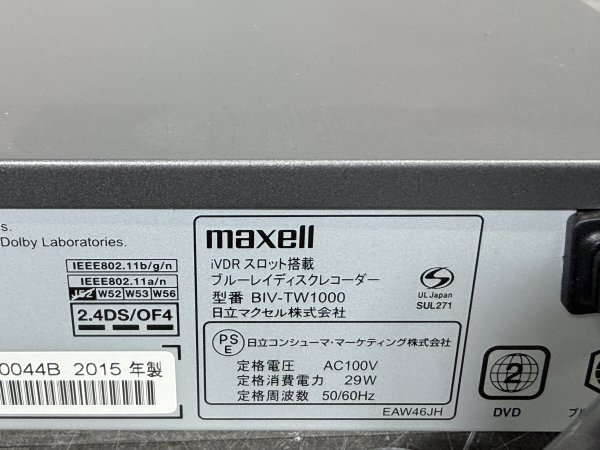 s.
Dolby Laboratories.
IEEE802.11b/g/n
IEEE802.11a/n
J52 W52 W53 W56
2.4DS/OF4
0044B 2015 年製
maxell
iVDR スロット搭載
ブルーレイディスクレコーダー
型番 BIV-TW1000
日立マクセル株式会社
S
UL Japan
SUL271
PS
E
日立コンシューマ・マーケティング株式会社
定格電圧 AC100V
定格消費電力 29W
定格周波数 50/60Hz
EAW46JH
2
DVD
ブル